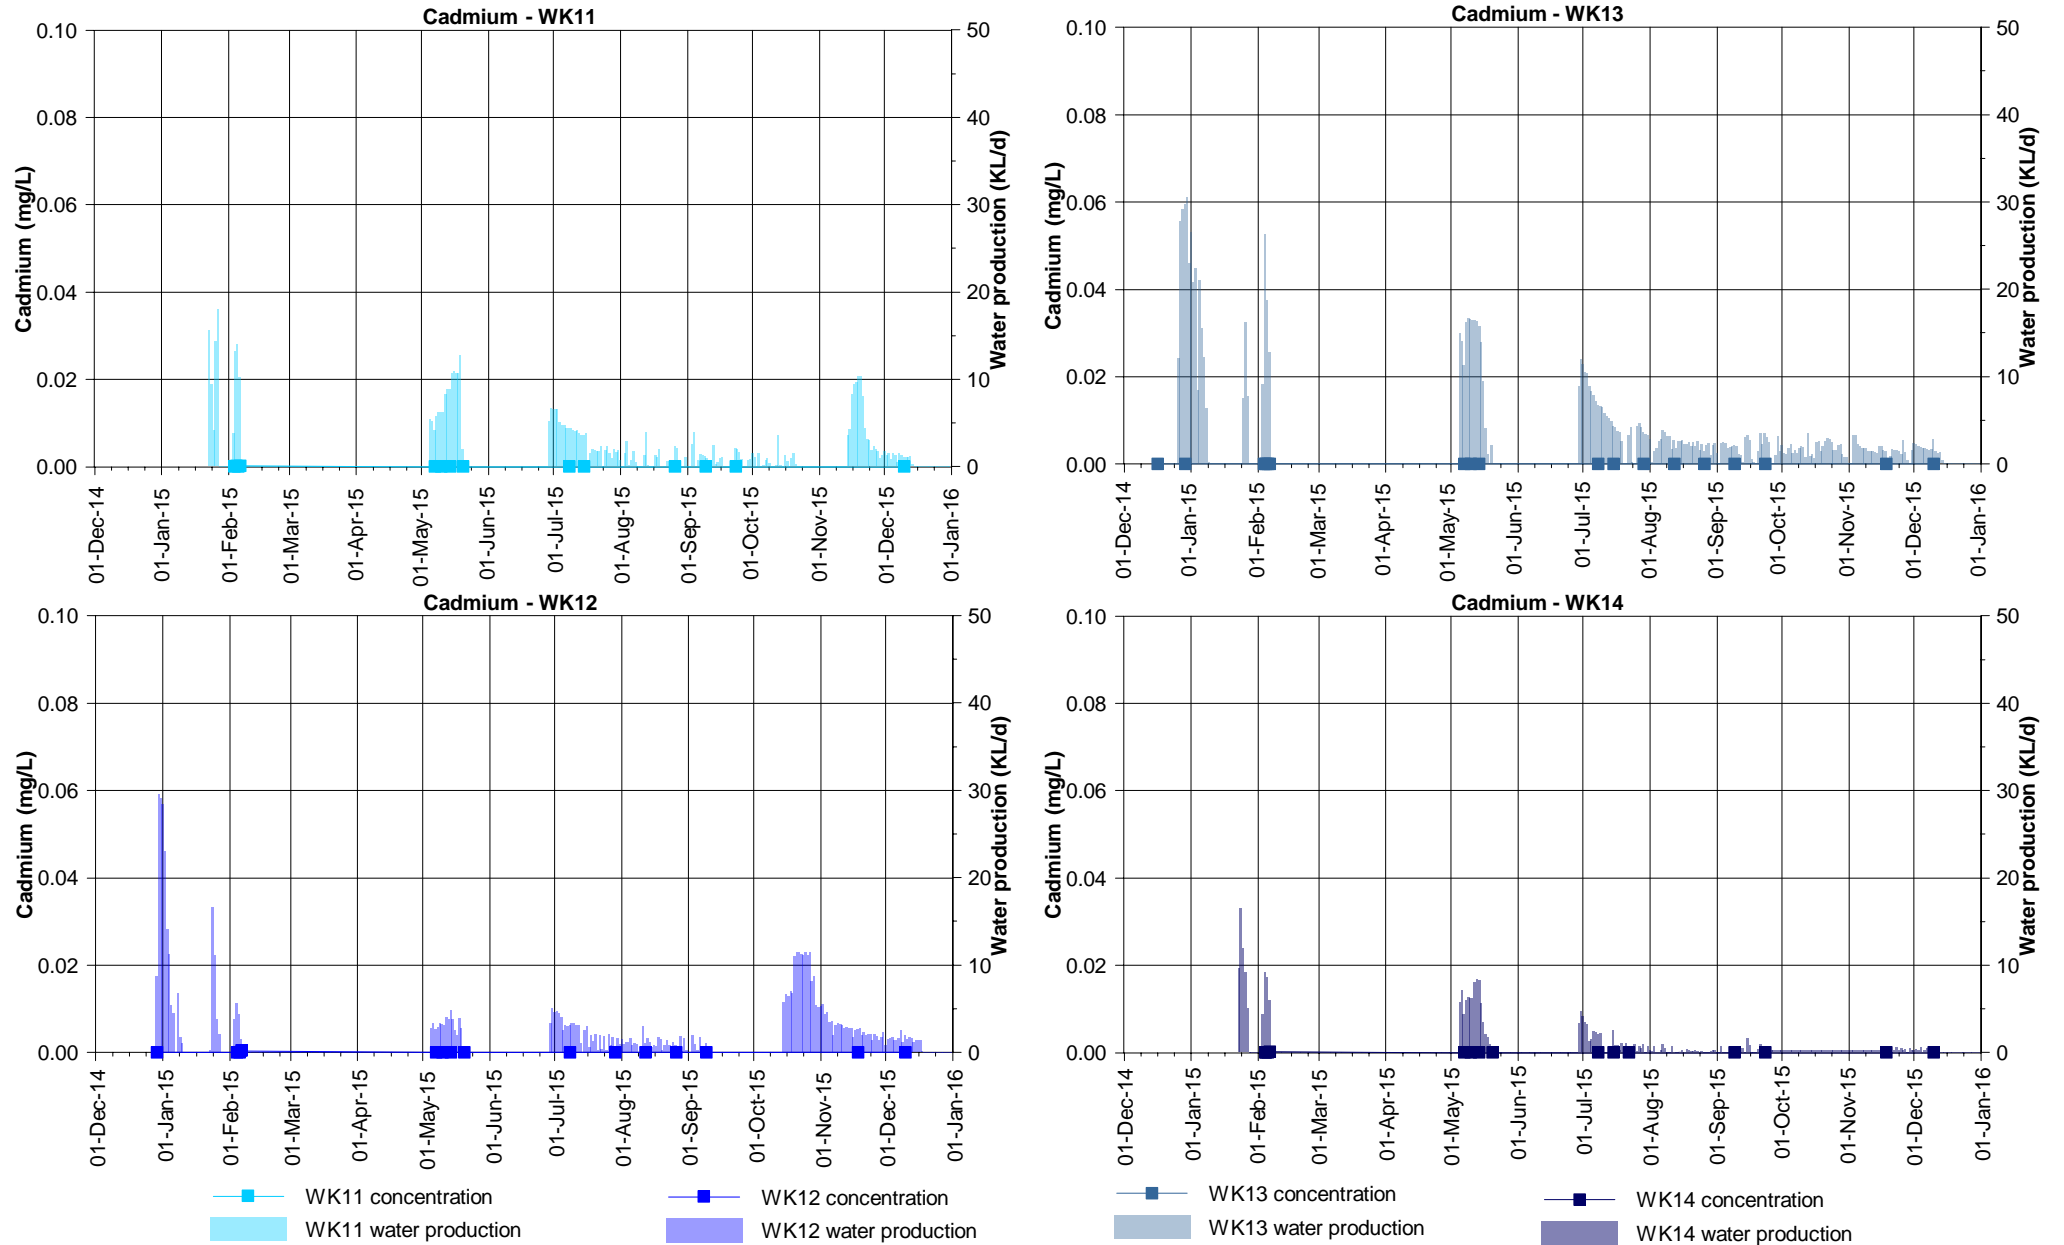 Cadmium - WK11
0.10
0.08
0.06
0.04
0.02
0.00
Cadmium (mg/L)
50
40
30
20
10
0
Water production (KL/d)
01-Dec-14
01-Jan-15
01-Feb-15
01-Mar-15
01-Apr-15
01-May-15
01-Jun-15
01-Jul-15
01-Aug-15
01-Sep-15
01-Oct-15
01-Nov-15
01-Dec-15
01-Jan-16
Cadmium - WK13
0.10
0.08
0.06
0.04
0.02
0.00
Cadmium (mg/L)
50
40
30
20
10
0
Water production (KL/d)
01-Dec-14
01-Jan-15
01-Feb-15
01-Mar-15
01-Apr-15
01-May-15
01-Jun-15
01-Jul-15
01-Aug-15
01-Sep-15
01-Oct-15
01-Nov-15
01-Dec-15
01-Jan-16
Cadmium - WK12
0.10
0.08
0.06
0.04
0.02
0.00
Cadmium (mg/L)
50
40
30
20
10
0
Water production (KL/d)
01-Dec-14
01-Jan-15
01-Feb-15
01-Mar-15
01-Apr-15
01-May-15
01-Jun-15
01-Jul-15
01-Aug-15
01-Sep-15
01-Oct-15
01-Nov-15
01-Dec-15
01-Jan-16
Cadmium - WK14
0.10
0.08
0.06
0.04
0.02
0.00
Cadmium (mg/L)
50
40
30
20
10
0
Water production (KL/d)
01-Dec-14
01-Jan-15
01-Feb-15
01-Mar-15
01-Apr-15
01-May-15
01-Jun-15
01-Jul-15
01-Aug-15
01-Sep-15
01-Oct-15
01-Nov-15
01-Dec-15
01-Jan-16
WK11 concentration
WK11 water production
WK12 concentration
WK12 water production
WK13 concentration
WK13 water production
WK14 concentration
WK14 water production